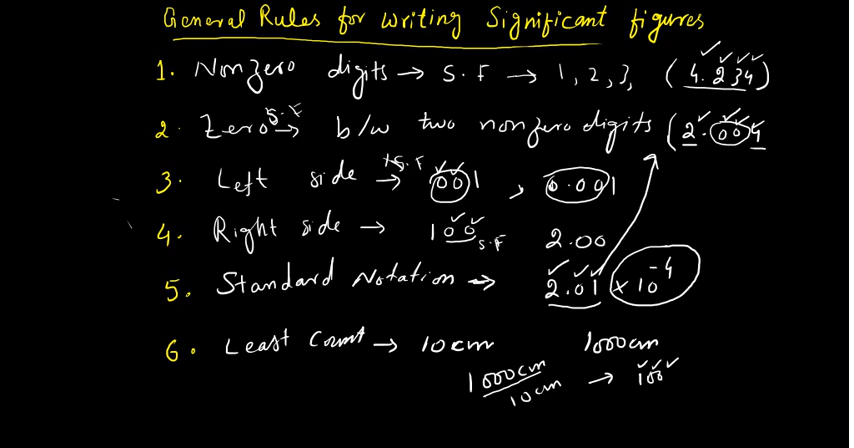 General Rules for writing Significant figures
1. Nonzero digits → S.F → 1, 2, 3, (4.234)
S.F
2. Zero → b/w two nonzero digits (2.004
S.F
3. Left side → 001 , 0.001
4. Right side → 100 S.F 2.00
5. Standard Notation → 2.01 × 10⁻⁴
6. Least Count → 10cm 1000cm
1000cm/10cm → 100